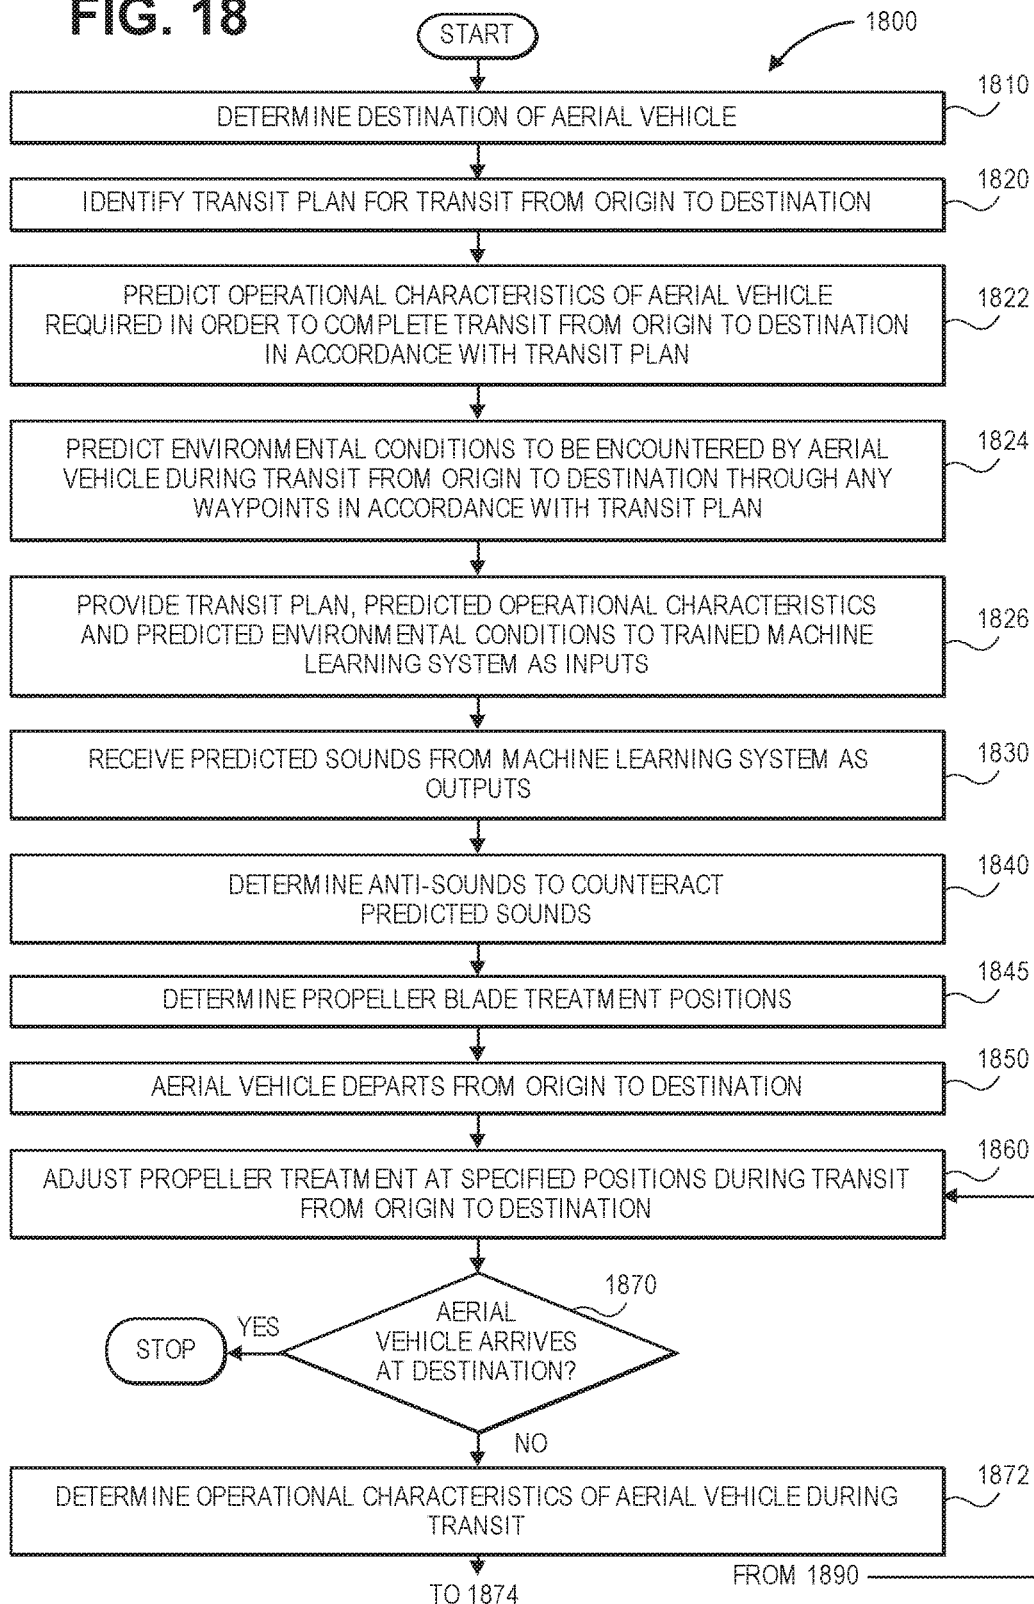 FIG. 18
START
1800
DETERMINE DESTINATION OF AERIAL VEHICLE
1810
IDENTIFY TRANSIT PLAN FOR TRANSIT FROM ORIGIN TO DESTINATION
1820
PREDICT OPERATIONAL CHARACTERISTICS OF AERIAL VEHICLE
REQUIRED IN ORDER TO COMPLETE TRANSIT FROM ORIGIN TO DESTINATION
IN ACCORDANCE WITH TRANSIT PLAN
1822
PREDICT ENVIRONMENTAL CONDITIONS TO BE ENCOUNTERED BY AERIAL
VEHICLE DURING TRANSIT FROM ORIGIN TO DESTINATION THROUGH ANY
WAYPOINTS IN ACCORDANCE WITH TRANSIT PLAN
1824
PROVIDE TRANSIT PLAN, PREDICTED OPERATIONAL CHARACTERISTICS
AND PREDICTED ENVIRONMENTAL CONDITIONS TO TRAINED MACHINE
LEARNING SYSTEM AS INPUTS
1826
RECEIVE PREDICTED SOUNDS FROM MACHINE LEARNING SYSTEM AS
OUTPUTS
1830
DETERMINE ANTI-SOUNDS TO COUNTERACT
PREDICTED SOUNDS
1840
DETERMINE PROPELLER BLADE TREATMENT POSITIONS
1845
AERIAL VEHICLE DEPARTS FROM ORIGIN TO DESTINATION
1850
ADJUST PROPELLER TREATMENT AT SPECIFIED POSITIONS DURING TRANSIT
FROM ORIGIN TO DESTINATION
1860
AERIAL
VEHICLE ARRIVES
AT DESTINATION?
1870
YES
STOP
NO
DETERMINE OPERATIONAL CHARACTERISTICS OF AERIAL VEHICLE DURING
TRANSIT
1872
TO 1874
FROM 1890